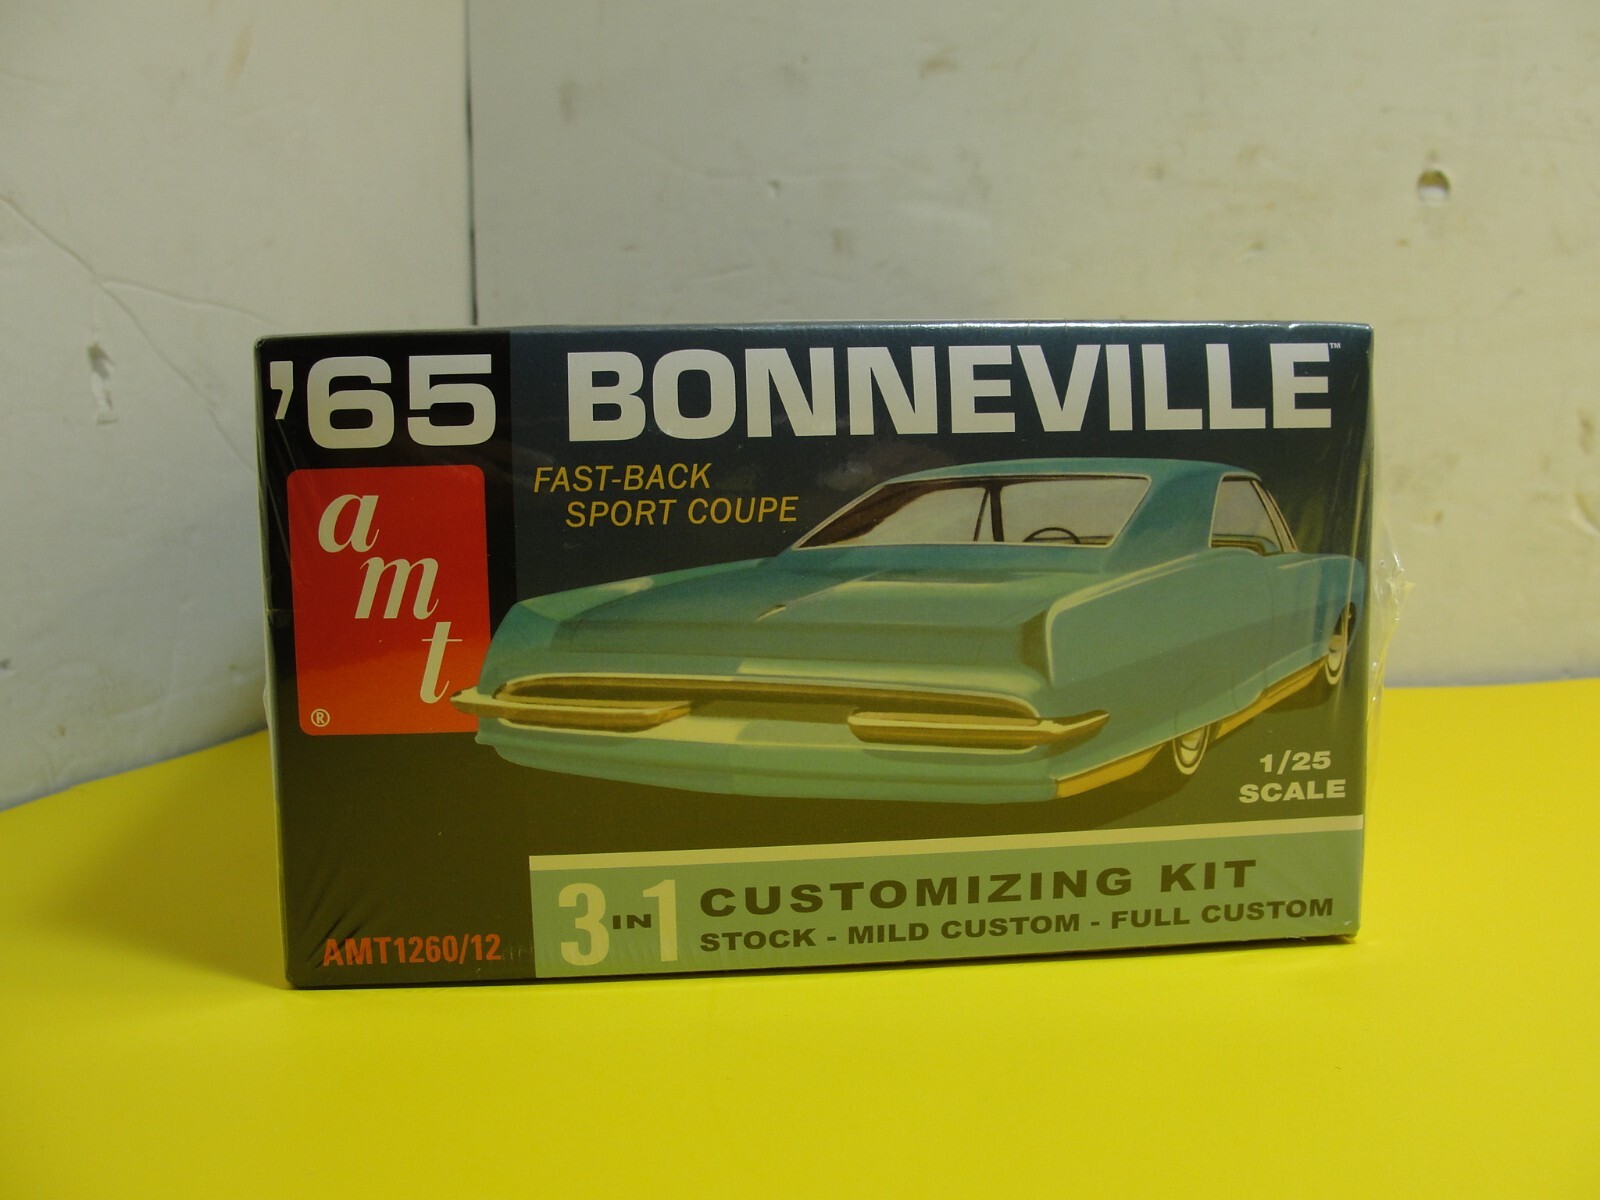 '65 BONNEVILLE™
FAST-BACK
SPORT COUPE
amt
®
1/25
SCALE
3 IN 1
CUSTOMIZING KIT
STOCK - MILD CUSTOM - FULL CUSTOM
AMT1260/12